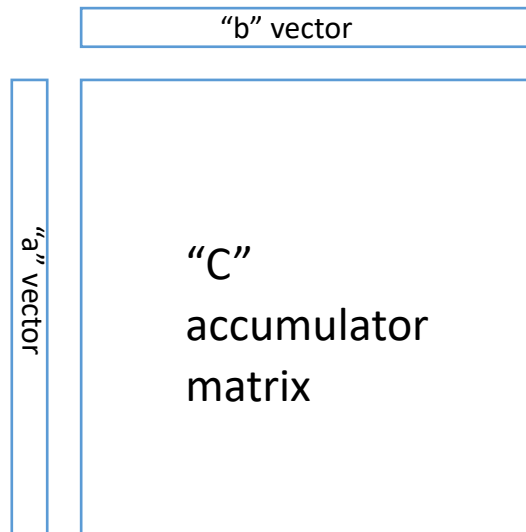 “b” vector
“a” vector
“C”
accumulator
matrix